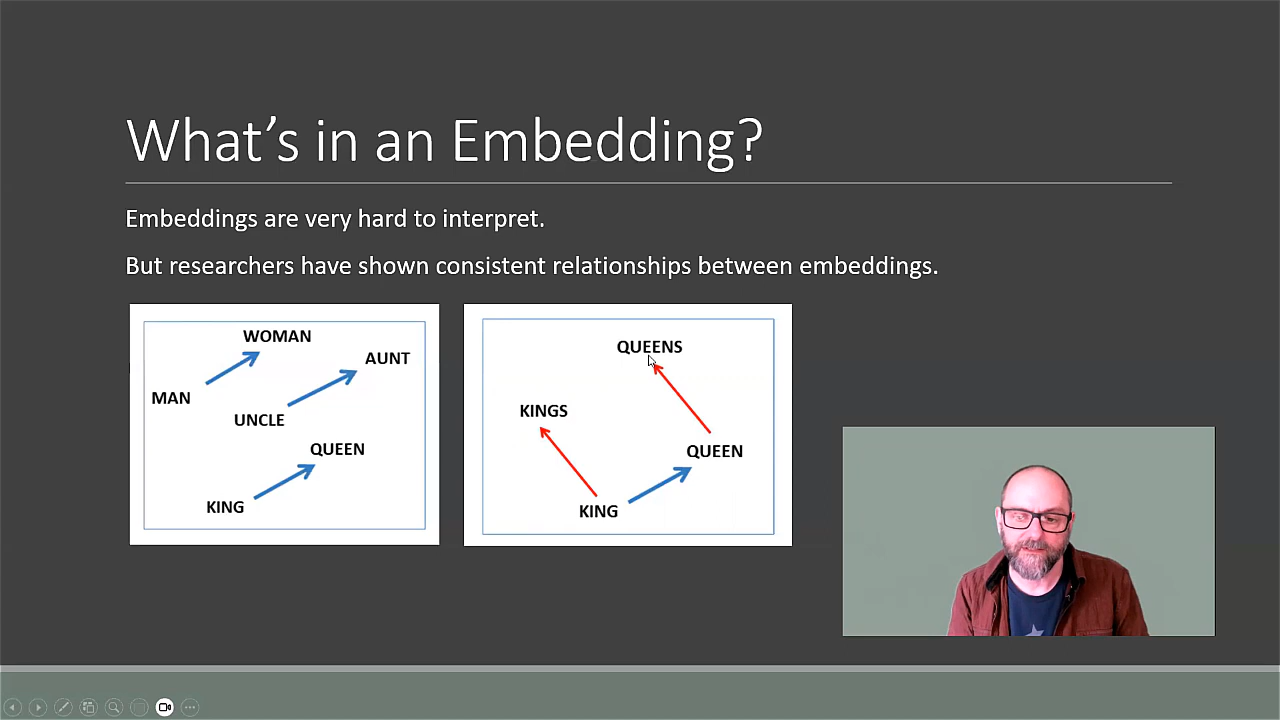 What's in an Embedding?
Embeddings are very hard to interpret.
But researchers have shown consistent relationships between embeddings.
WOMAN
AUNT
MAN
UNCLE
QUEEN
KING
QUEENS
KINGS
QUEEN
KING